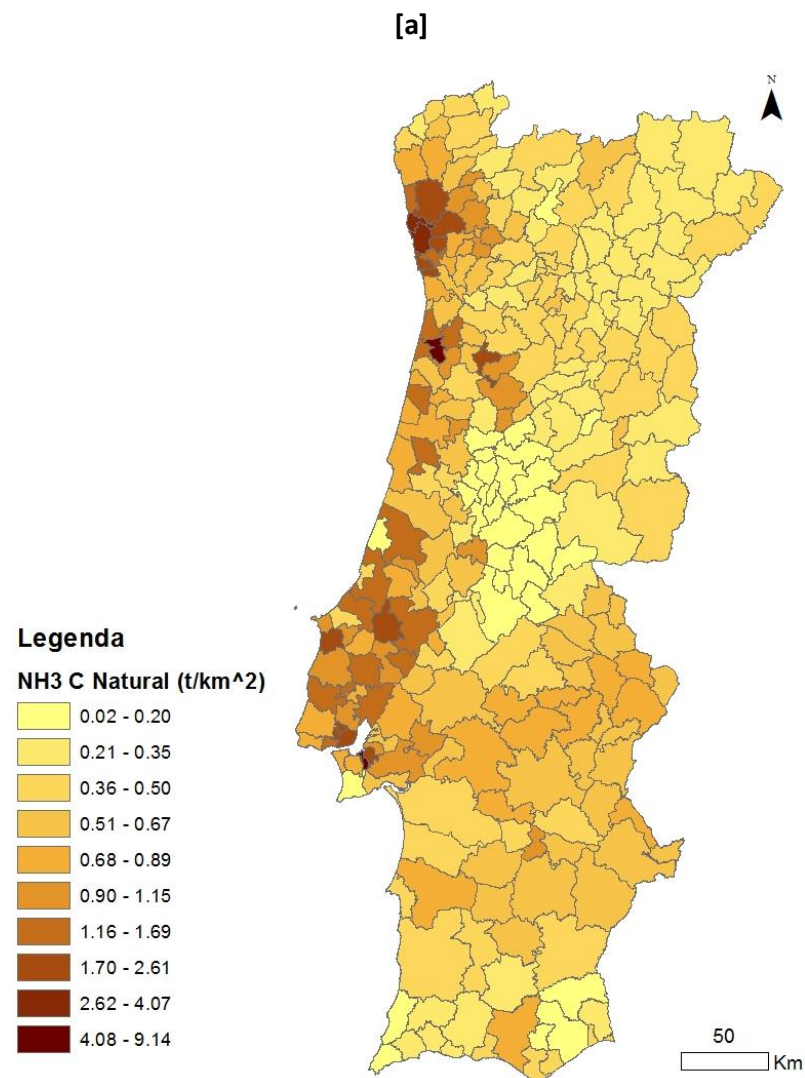 [a]
N
Legenda
NH3 C Natural (t/km^2)
0.02 - 0.20
0.21 - 0.35
0.36 - 0.50
0.51 - 0.67
0.68 - 0.89
0.90 - 1.15
1.16 - 1.69
1.70 - 2.61
2.62 - 4.07
4.08 - 9.14
50
Km